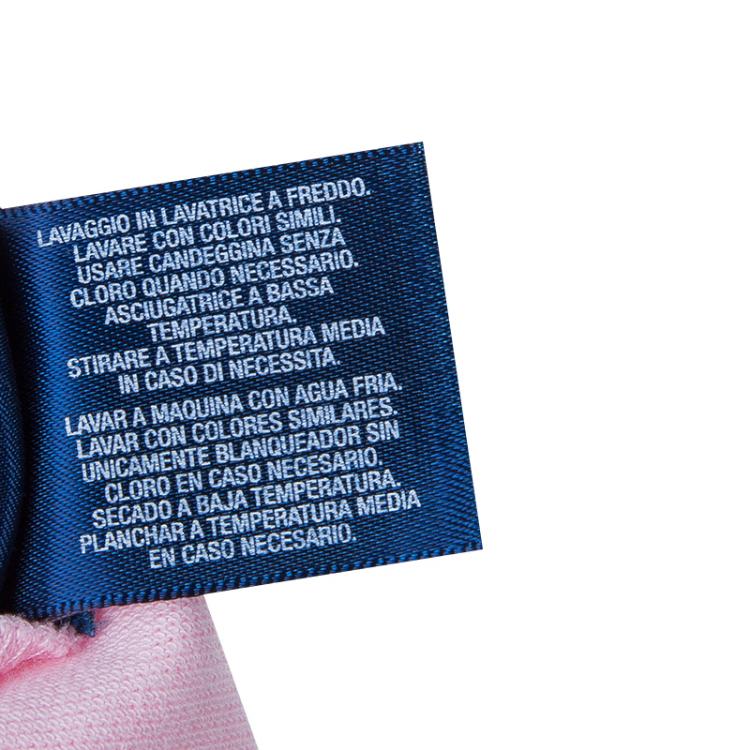 LAVAGGIO IN LAVATRICE A FREDDO.
LAVARE CON COLORI SIMILI.
USARE CANDEGGINA SENZA
CLORO QUANDO NECESSARIO.
ASCIUGATRICE A BASSA
TEMPERATURA.
STIRARE A TEMPERATURA MEDIA
IN CASO DI NECESSITA.
LAVAR A MAQUINA CON AGUA FRIA.
LAVAR CON COLORES SIMILARES.
UNICAMENTE BLANQUEADOR SIN
CLORO EN CASO NECESARIO.
SECADO A BAJA TEMPERATURA.
PLANCHAR A TEMPERATURA MEDIA
EN CASO NECESARIO.